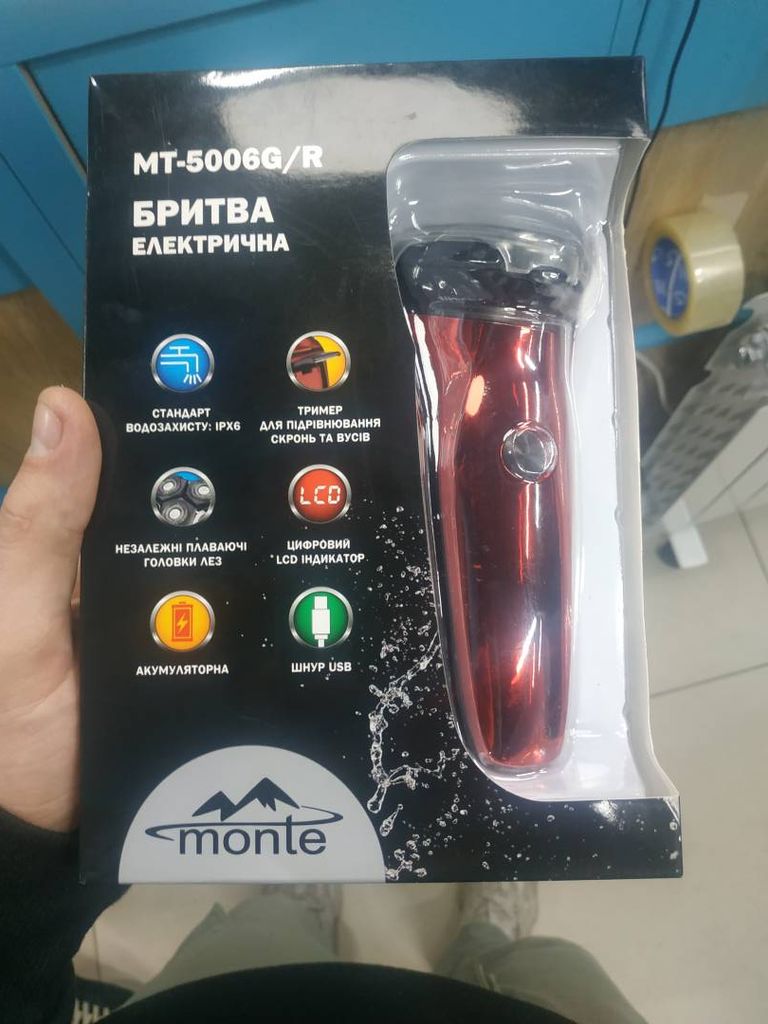 MT-5006G/R
БРИТВА
ЕЛЕКТРИЧНА
СТАНДАРТ
ВОДОЗАХИСТУ: IPX6
ТРИМЕР
ДЛЯ ПІДРІВНЮВАННЯ
СКРОНЬ ТА ВУСІВ
НЕЗАЛЕЖНІ ПЛАВАЮЧІ
ГОЛОВКИ ЛЕЗ
LCD
ЦИФРОВИЙ
LCD ІНДИКАТОР
АКУМУЛЯТОРНА
ШНУР USB
monte